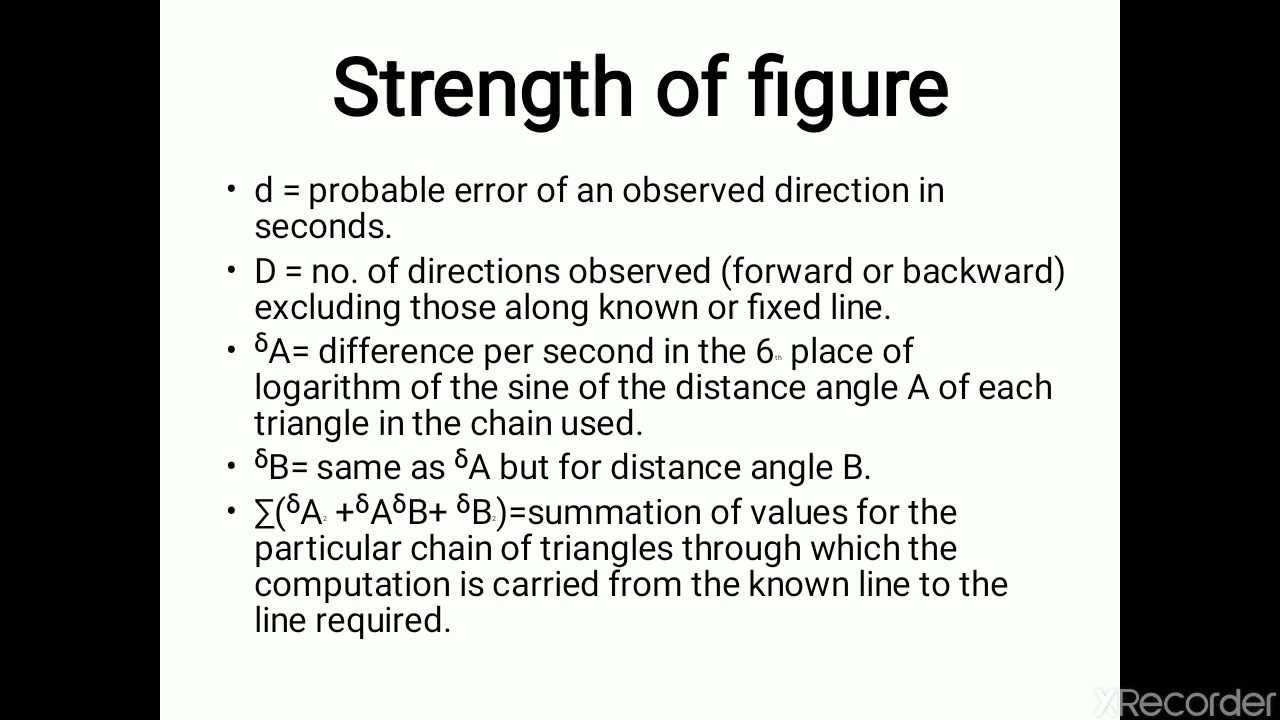 Strength of figure
• d = probable error of an observed direction in
seconds.
• D = no. of directions observed (forward or backward)
excluding those along known or fixed line.
• ᵟA= difference per second in the 6th place of
logarithm of the sine of the distance angle A of each
triangle in the chain used.
• ᵟB= same as ᵟA but for distance angle B.
• ∑(ᵟA₂ +ᵟAᵟB+ ᵟB₂)=summation of values for the
particular chain of triangles through which the
computation is carried from the known line to the
line required.
XRecorder